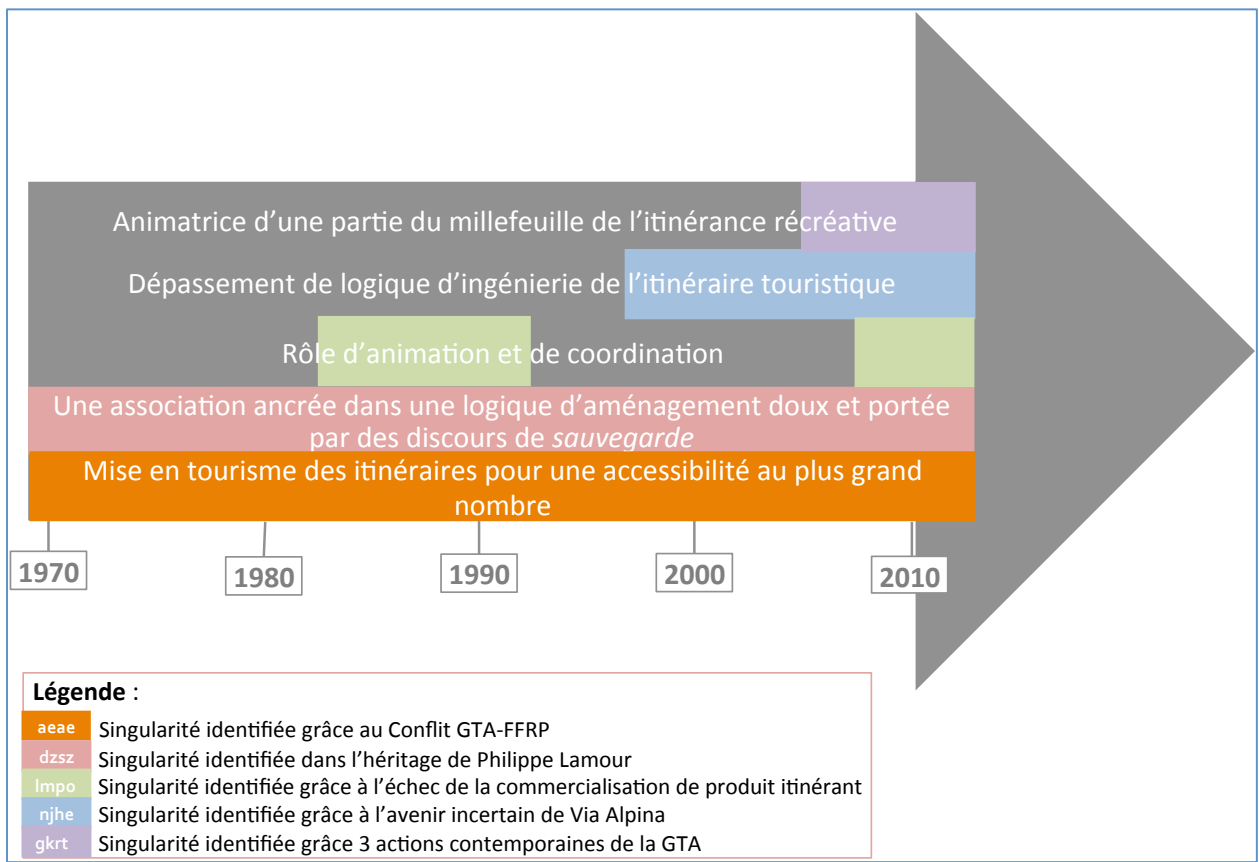 Animatrice d'une partie du millefeuille de l'itinérance récréative
Dépassement de logique d'ingénierie de l'itinéraire touristique
Rôle d'animation et de coordination
Une association ancrée dans une logique d'aménagement doux et portée
par des discours de sauvegarde
Mise en tourisme des itinéraires pour une accessibilité au plus grand
nombre
1970
1980
1990
2000
2010
Légende :
aeae Singularité identifiée grâce au Conflit GTA-FFRP
dzsz Singularité identifiée dans l'héritage de Philippe Lamour
lmpo Singularité identifiée grâce à l'échec de la commercialisation de produit itinérant
njhe Singularité identifiée grâce à l'avenir incertain de Via Alpina
gkrt Singularité identifiée grâce 3 actions contemporaines de la GTA